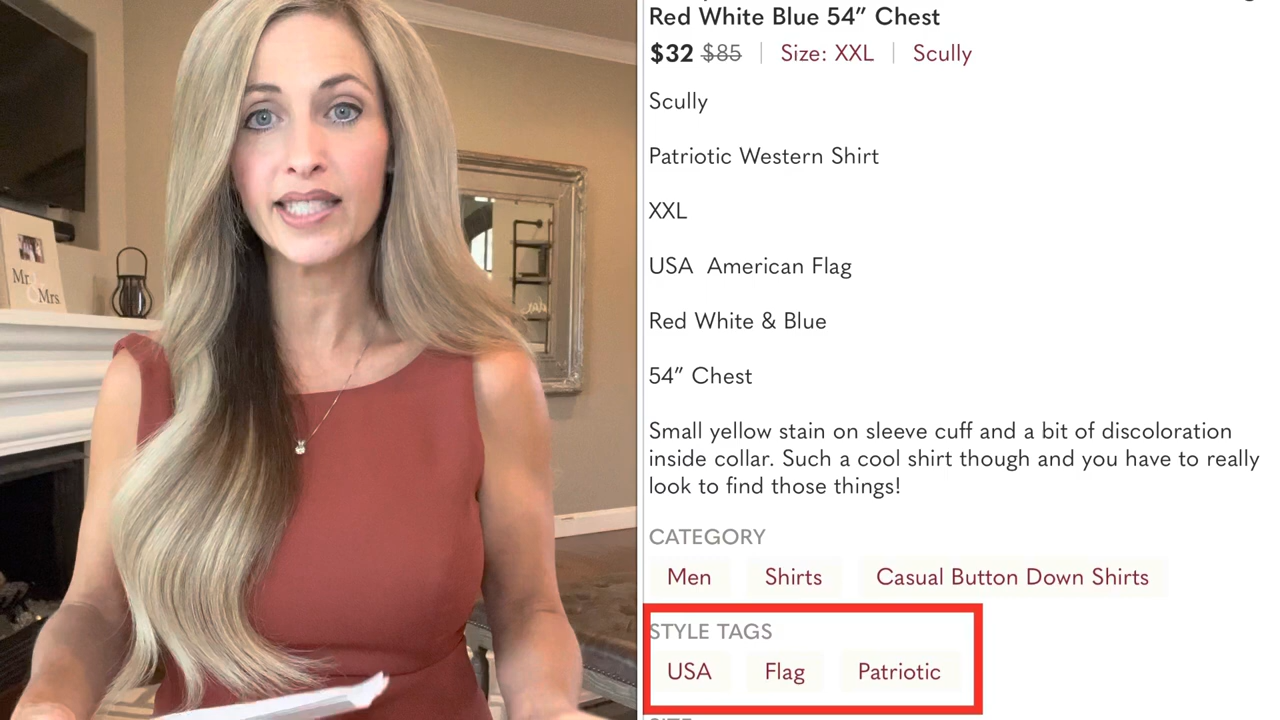 Mr
&
Mrs
Red White Blue 54” Chest
$32 $85 | Size: XXL | Scully
Scully
Patriotic Western Shirt
XXL
USA  American Flag
Red White & Blue
54” Chest
Small yellow stain on sleeve cuff and a bit of discoloration
inside collar. Such a cool shirt though and you have to really
look to find those things!
CATEGORY
Men Shirts Casual Button Down Shirts
STYLE TAGS
USA Flag Patriotic